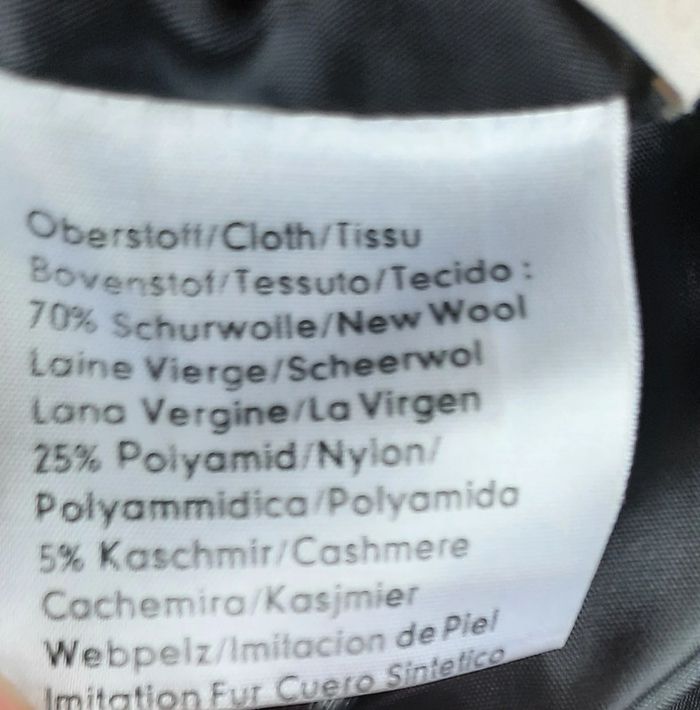 Oberstoff/Cloth/Tissu
Bovenstof/Tessuto/Tecido :
70% Schurwolle/New Wool
Laine Vierge/Scheerwol
Lana Vergine/La Virgen
25% Polyamid/Nylon/
Polyammidica/Polyamida
5% Kaschmir/Cashmere
Cachemira/Kasjmier
Webpelz/Imitacion de Piel
Imitation Fur Cuero Sintetico